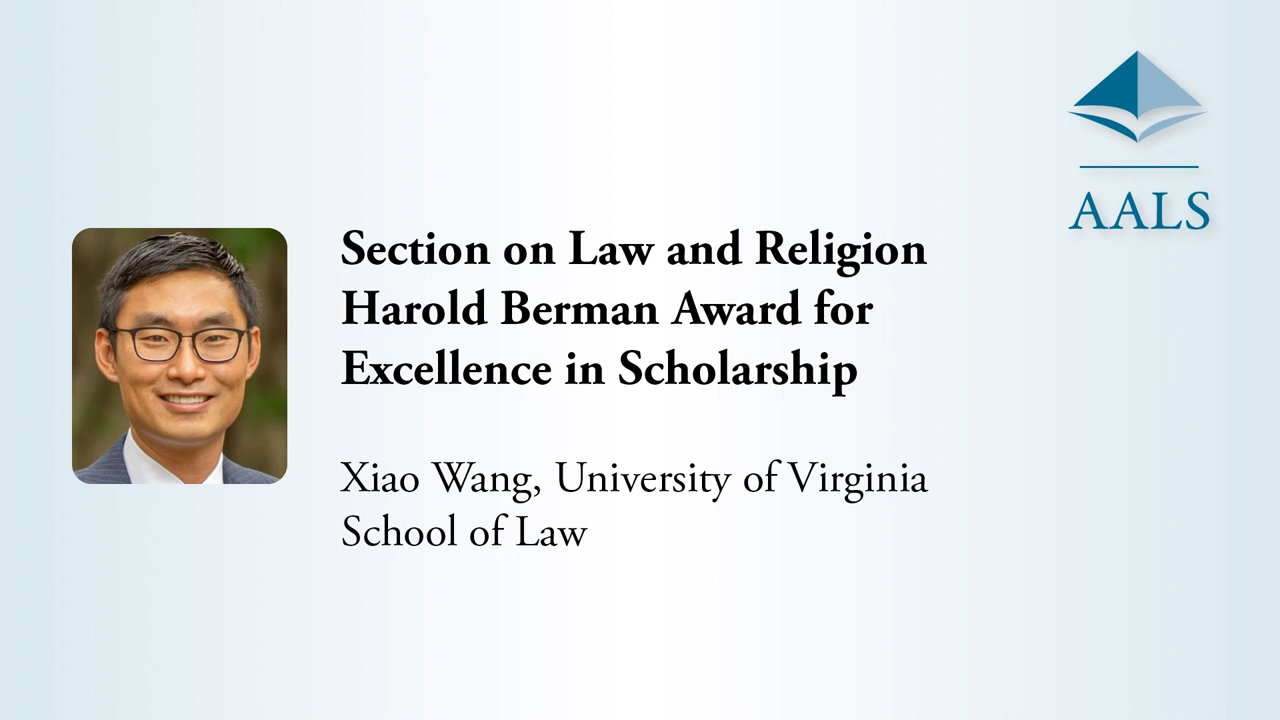 AALS
Section on Law and Religion
Harold Berman Award for
Excellence in Scholarship
Xiao Wang, University of Virginia
School of Law